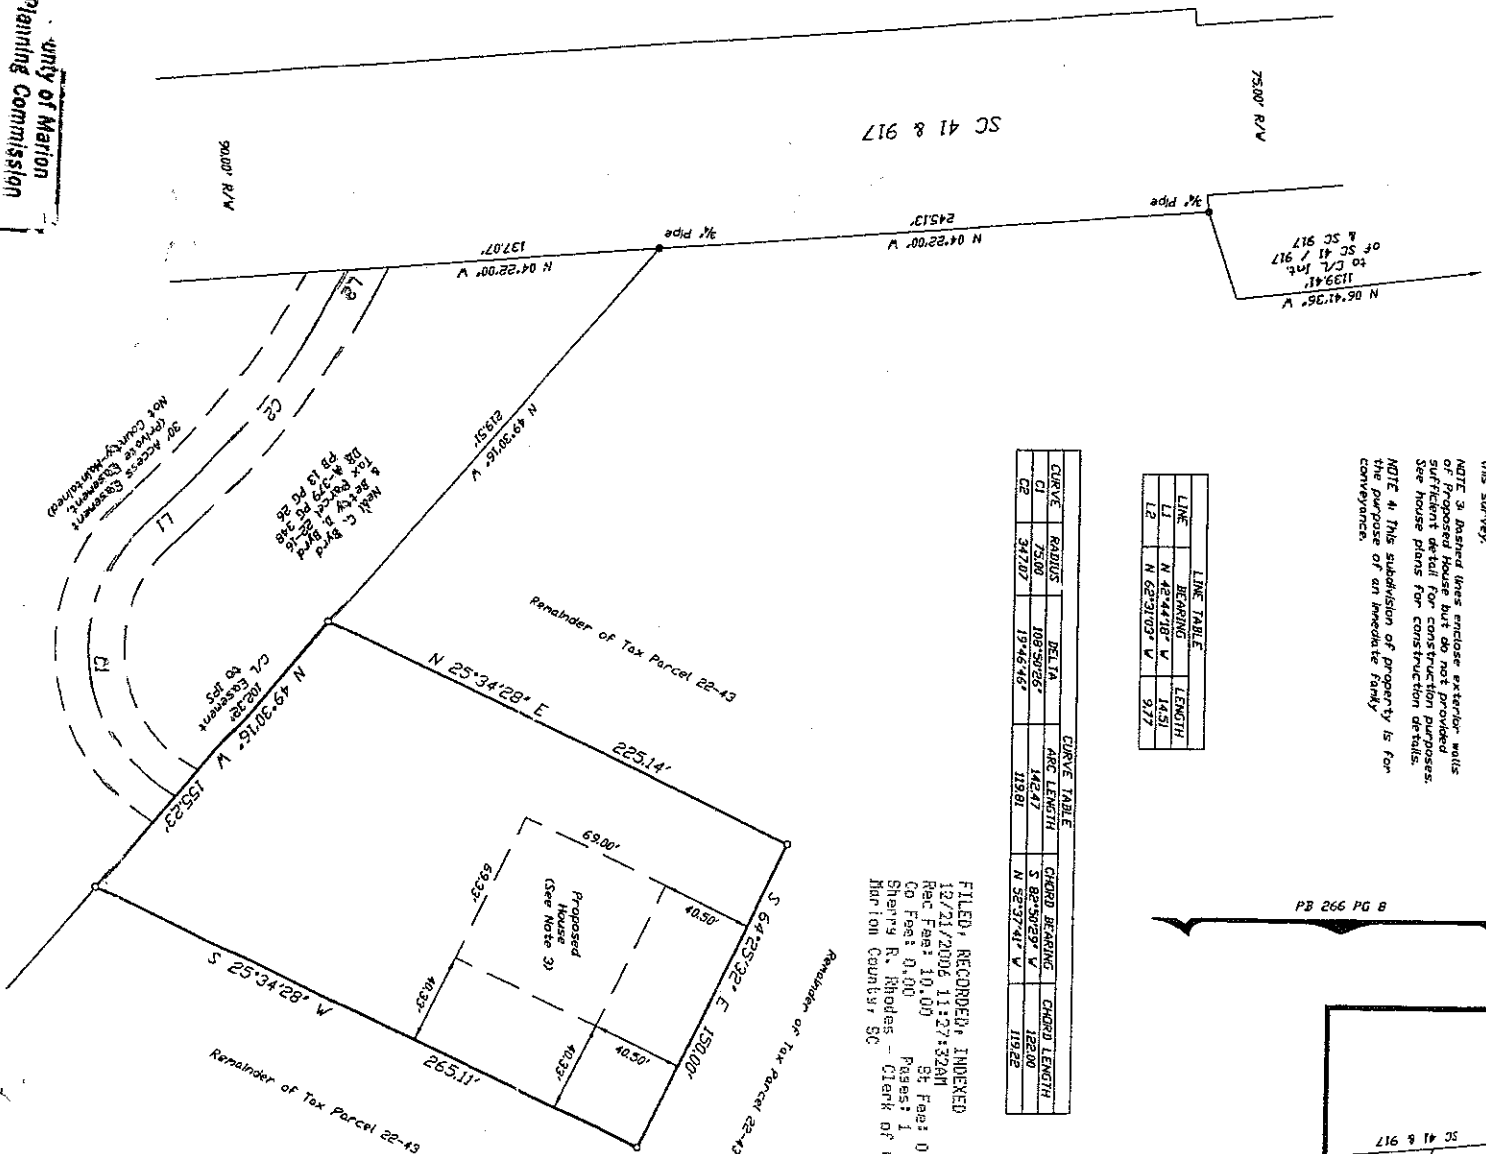 unty of Marion
Planning Commission
90.00' R/W
SC 41 & 917
75.00' R/W
N 04°22'00" W
137.07'
3/4" Pipe
N 04°22'00" W
245.13'
3/4" Pipe
N 06°41'36" W
1139.41'
to C/L Int.
of SC 41 / 917
& SC 917
L2
C2
L1
C1
30' Access Easement
(Private Easement,
Not County-Maintained)
N 49°30'16" W
219.51'
Neil C. Byrd
& Betty D. Byrd
Tax Parcel 22-16
DB A-379 PG 348
PB 13 PG 26
Remainder of Tax Parcel 22-43
N 25°34'28" E
225.14'
N 49°30'16" W
155.23'
102.32'
C/L Easement
to IPS
S 64°25'32" E 150.00'
S 25°34'28" W
265.11'
69.00'
69.33'
40.50'
40.50'
40.33'
40.33'
Proposed
House
(See Note 3)
Remainder of Tax Parcel 22-43
Remainder of Tax Parcel 22-43
this survey.
NOTE 3: Dashed lines enclose exterior walls
of Proposed House but do not provided
sufficient detail for construction purposes.
See house plans for construction details.
NOTE 4: This subdivision of property is for
the purpose of an immediate family
conveyance.
LINE TABLE
LINE BEARING LENGTH
L1 N 42°44'18" W 14.51
L2 N 62°31'03" W 9.77
CURVE TABLE
CURVE RADIUS DELTA ARC LENGTH CHORD BEARING CHORD LENGTH
C1 75.00 108°50'26" 142.47 S 82°50'29" W 122.00
C2 347.07 19°46'46" 119.81 N 52°37'41" W 119.22
FILED, RECORDED, INDEXED
12/21/2006 11:27:32AM
Rec Fee: 10.00 St Fee: 0
Co Fee: 0.00 Pages: 1
Sherry R. Rhodes - Clerk of
Marion County, SC
PB 266 PG 8
SC 41 & 917